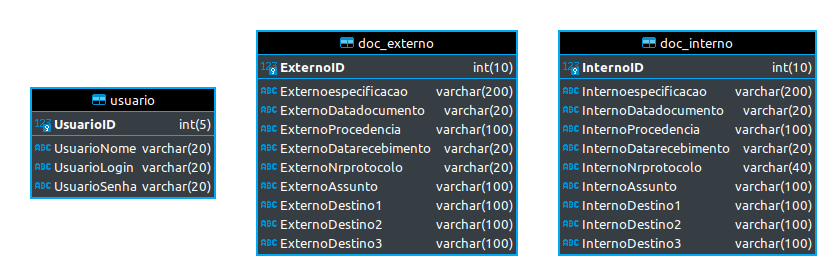 usuario
UsuarioID int(5)
UsuarioNome varchar(20)
UsuarioLogin varchar(20)
UsuarioSenha varchar(20)
doc_externo
ExternoID int(10)
Externoespecificacao varchar(200)
ExternoDatadocumento varchar(20)
ExternoProcedencia varchar(100)
ExternoDatarecebimento varchar(20)
ExternoNrprotocolo varchar(20)
ExternoAssunto varchar(100)
ExternoDestino1 varchar(100)
ExternoDestino2 varchar(100)
ExternoDestino3 varchar(100)
doc_interno
InternoID int(10)
Internoespecificacao varchar(200)
InternoDatadocumento varchar(20)
InternoProcedencia varchar(100)
InternoDatarecebimento varchar(20)
InternoNrprotocolo varchar(40)
InternoAssunto varchar(100)
InternoDestino1 varchar(100)
InternoDestino2 varchar(100)
InternoDestino3 varchar(100)